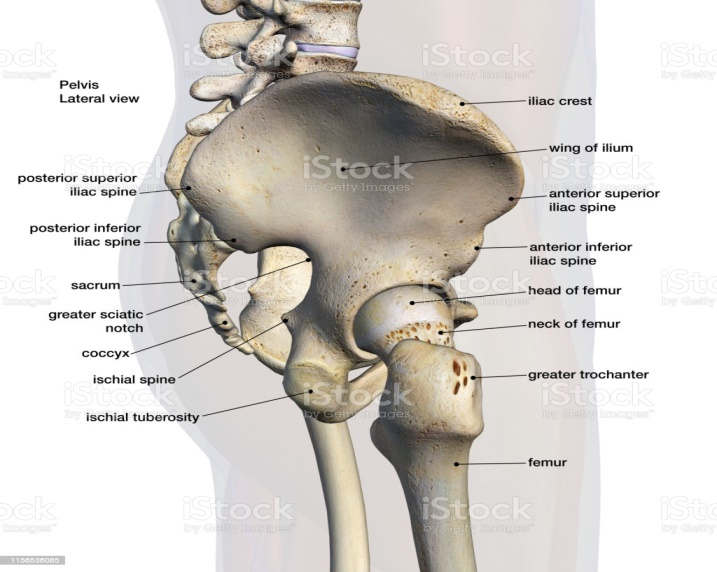 Pelvis
Lateral view
iliac crest
wing of ilium
posterior superior
iliac spine
anterior superior
iliac spine
posterior inferior
iliac spine
anterior inferior
iliac spine
sacrum
head of femur
greater sciatic
notch
neck of femur
coccyx
ischial spine
greater trochanter
ischial tuberosity
femur
iStock
by Getty Images™
1156536085